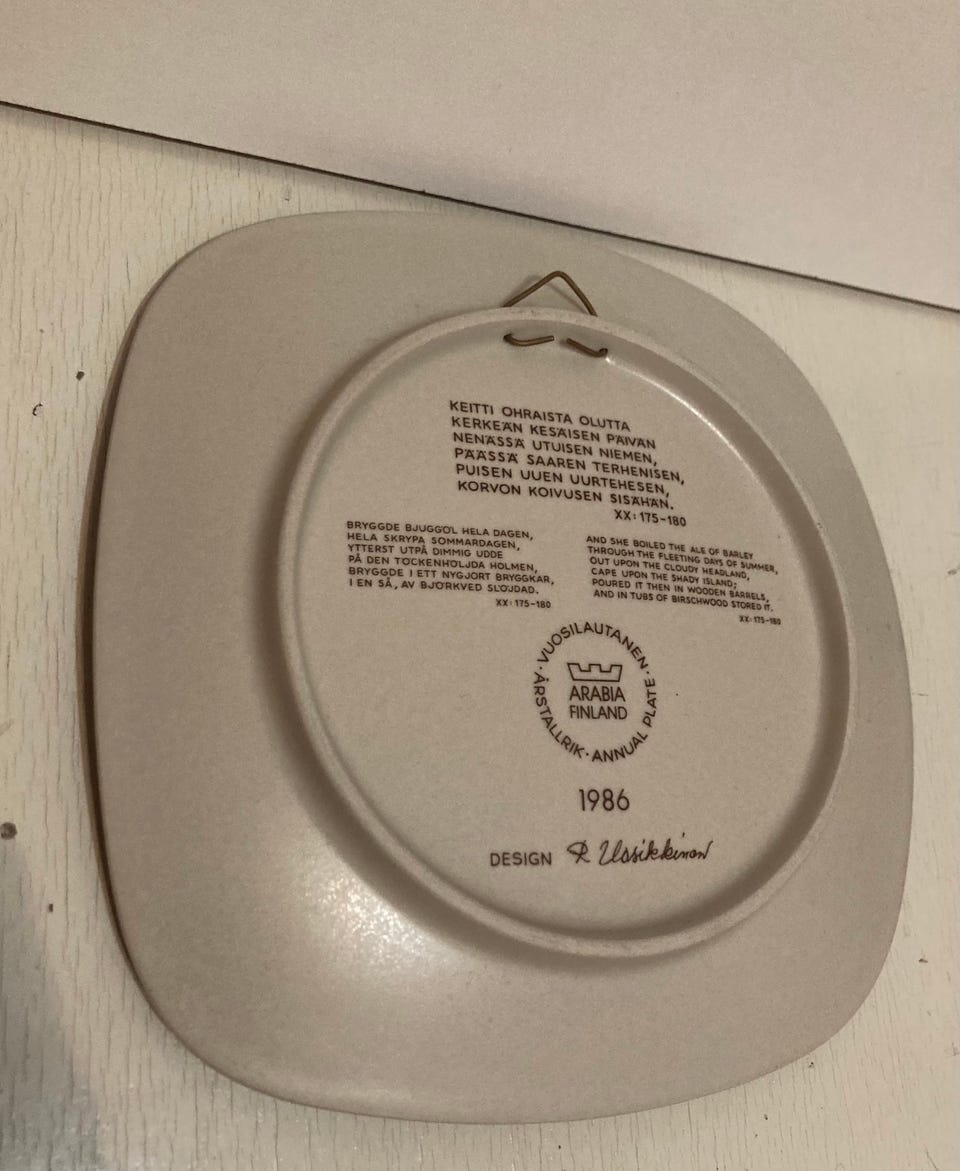 KEITTI OHRAISTA OLUTTA
KERKEÄN KESÄISEN PÄIVÄN
NENÄSSÄ UTUISEN NIEMEN,
PÄÄSSÄ SAAREN TERHENISEN,
PUISEN UUEN UURTEHESEN,
KORVON KOIVUSEN SISÄHÄN.
XX: 175-180
BRYGGDE BJUGGÖL HELA DAGEN,
HELA SKRYPA SOMMARDAGEN,
YTTERST UTPÅ DIMMIG UDDE
PÅ DEN TÖCKENHÖLJDA HOLMEN,
BRYGGDE I ETT NYGJORT BRYGGKAR,
I EN SÅ, AV BJÖRKVED SLÖJDAD.
XX: 175-180
AND SHE BOILED THE ALE OF BARLEY
THROUGH THE FLEETING DAYS OF SUMMER,
OUT UPON THE CLOUDY HEADLAND,
CAPE UPON THE SHADY ISLAND;
POURED IT THEN IN WOODEN BARRELS,
AND IN TUBS OF BIRSCHWOOD STORED IT.
XX: 175-180
· VUOSILAUTANEN ·
ARABIA
FINLAND
ÅRSTALLRIK · ANNUAL PLATE
1986
DESIGN R Uosikkinen